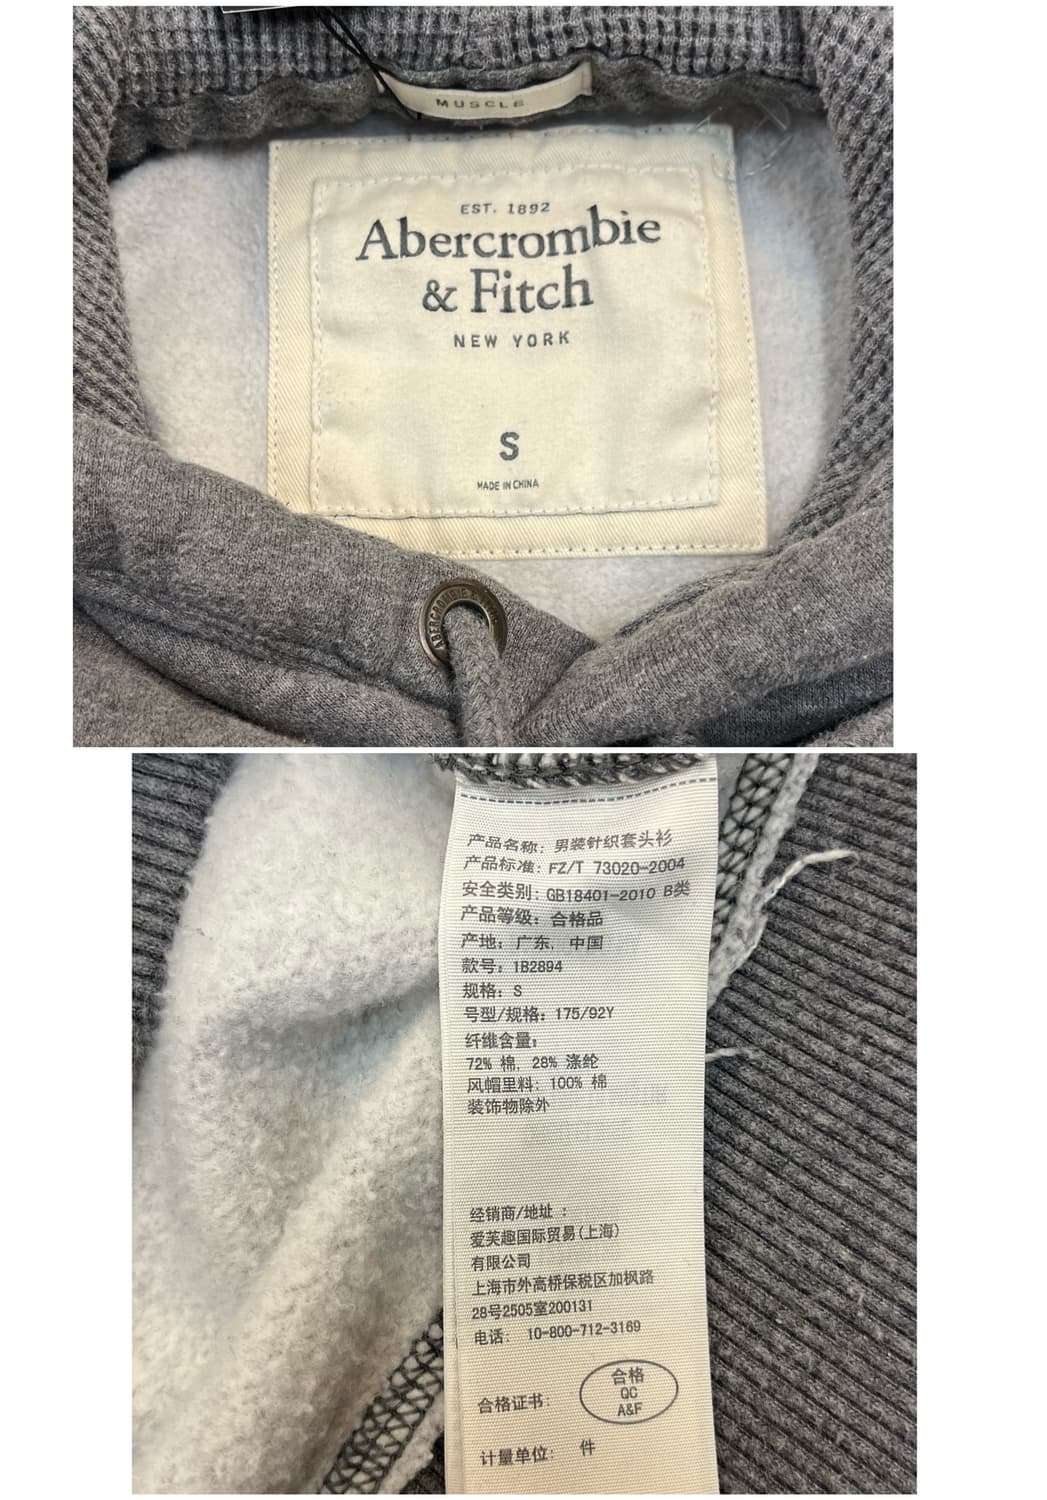 MUSCLE
EST. 1892
Abercrombie
& Fitch
NEW YORK
S
MADE IN CHINA
ABERCROMBIE &
产品名称: 男装针织套头衫
产品标准: FZ/T 73020-2004
安全类别: GB18401-2010 B类
产品等级: 合格品
产地: 广东, 中国
款号: 1B2894
规格: S
号型/规格: 175/92Y
纤维含量:
72% 棉, 28% 涤纶
风帽里料: 100% 棉
装饰物除外
经销商/地址 :
爱芙趣国际贸易(上海)
有限公司
上海市外高桥保税区加枫路
28号2505室200131
电话: 10-800-712-3169
合格证书:
合格
QC
A&F
计量单位: 件